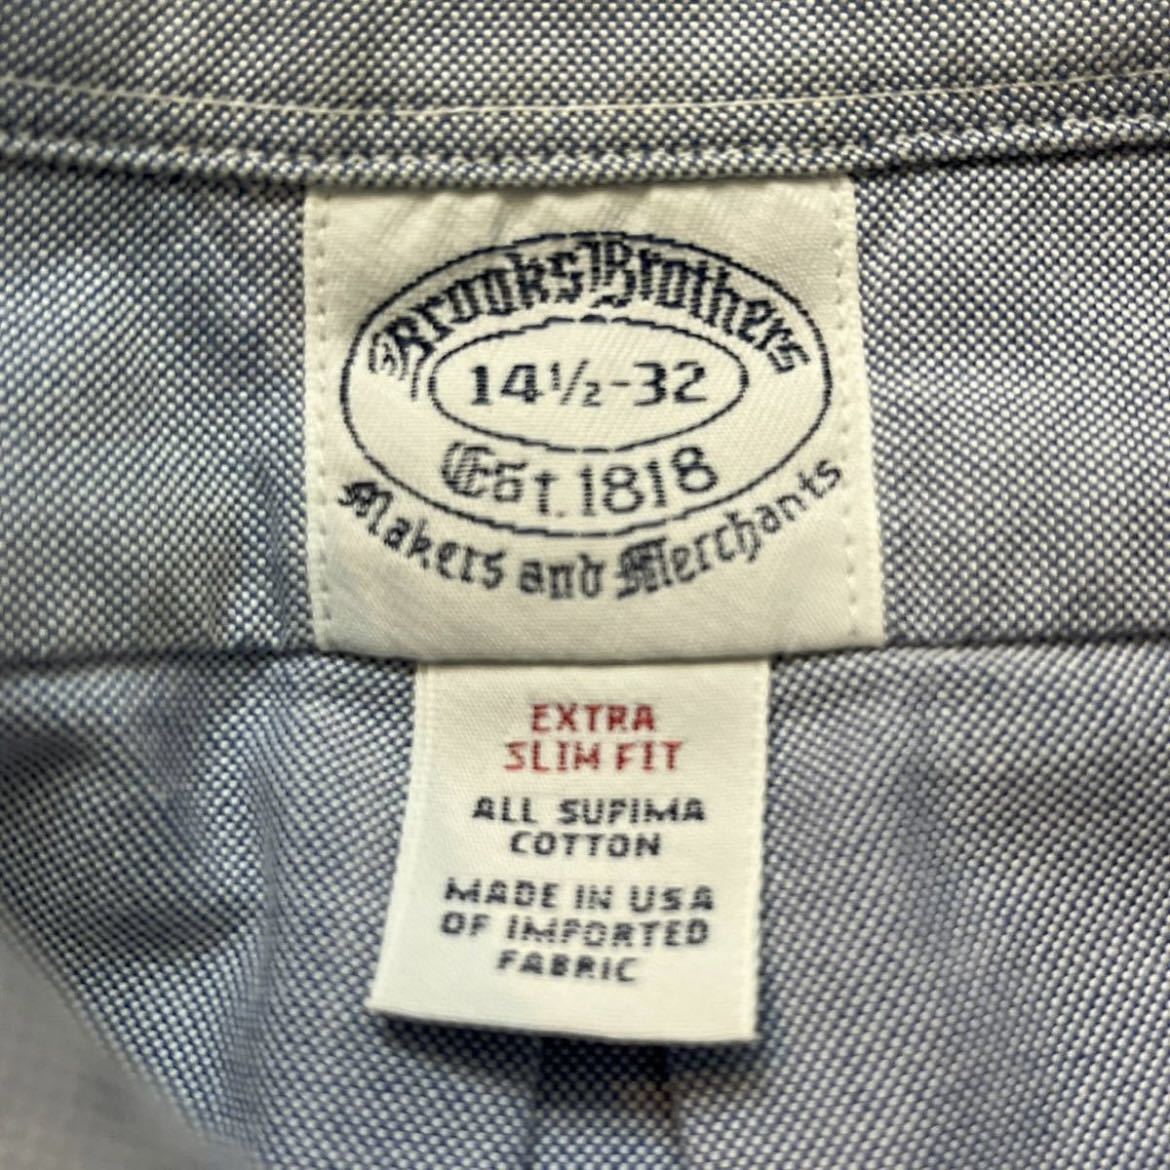 Brooks Brothers
14½-32
Est. 1818
Makers and Merchants
EXTRA
SLIM FIT
ALL SUPIMA
COTTON
MADE IN USA
OF IMPORTED
FABRIC